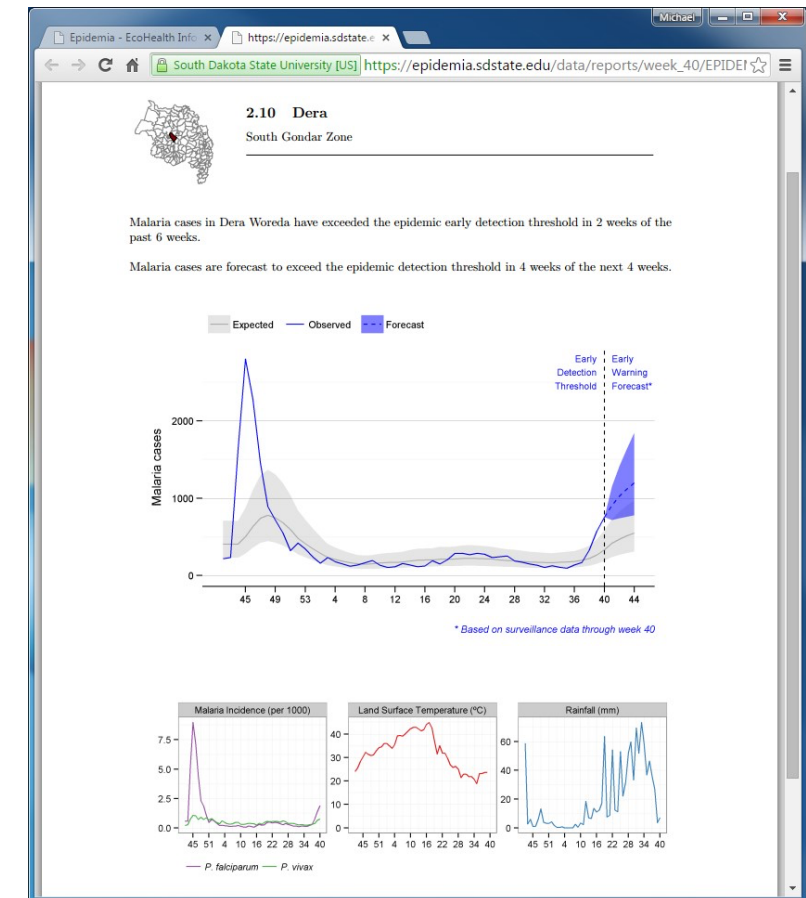 Michael
Epidemia - EcoHealth Info
https://epidemia.sdstate.e
South Dakota State University [US] https://epidemia.sdstate.edu/data/reports/week_40/EPIDEM
2.10 Dera
South Gondar Zone
Malaria cases in Dera Woreda have exceeded the epidemic early detection threshold in 2 weeks of the
past 6 weeks.
Malaria cases are forecast to exceed the epidemic detection threshold in 4 weeks of the next 4 weeks.
Expected Observed Forecast
Early Early
Detection Warning
Threshold Forecast*
Malaria cases
2000
1000
0
45 49 53 4 8 12 16 20 24 28 32 36 40 44
* Based on surveillance data through week 40
Malaria Incidence (per 1000)
7.5
5.0
2.5
0.0
45 51 4 10 16 22 28 34 40
P. falciparum P. vivax
Land Surface Temperature (ºC)
40
30
20
10
0
45 51 4 10 16 22 28 34 40
Rainfall (mm)
60
40
20
0
45 51 4 10 16 22 28 34 40